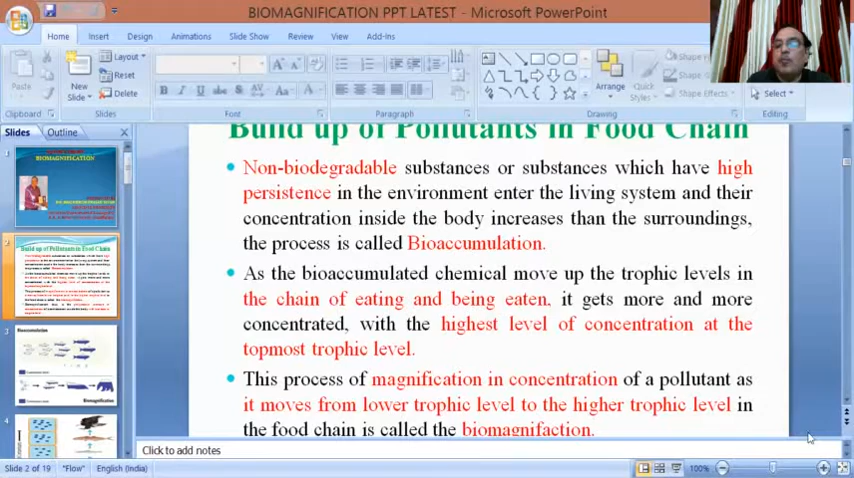 BIOMAGNIFICATION PPT LATEST - Microsoft PowerPoint
Home Insert Design Animations Slide Show Review View Add-Ins
Paste
New
Slide
Layout
Reset
Delete
Arrange
Quick
Styles
Shape Effects
Select
Clipboard Slides Font Paragraph Drawing Editing
Slides Outline
1
BIOMAGNIFICATION
2
Build up of Pollutants in Food Chain
3
Bioaccumulation
Biomagnification
4
Build up of Pollutants in Food Chain
Non-biodegradable substances or substances which have high
persistence in the environment enter the living system and their
concentration inside the body increases than the surroundings,
the process is called Bioaccumulation.
As the bioaccumulated chemical move up the trophic levels in
the chain of eating and being eaten, it gets more and more
concentrated, with the highest level of concentration at the
topmost trophic level.
This process of magnification in concentration of a pollutant as
it moves from lower trophic level to the higher trophic level in
the food chain is called the biomagnifaction.
Click to add notes
Slide 2 of 19 "Flow" English (India) 100%